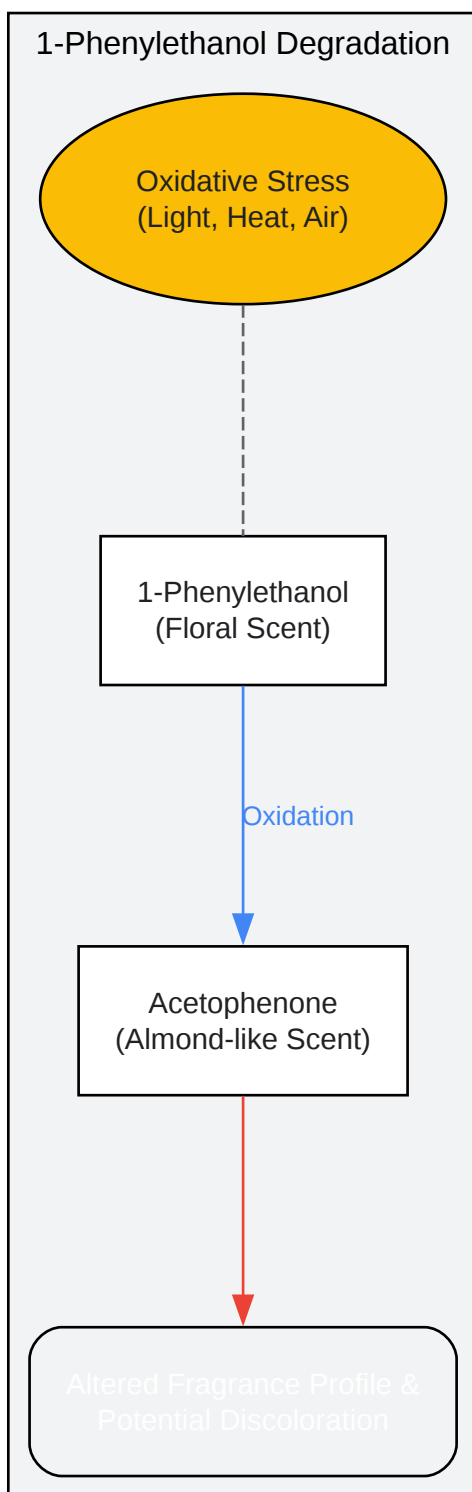 1-Phenylethanol Degradation
Oxidative Stress
(Light, Heat, Air)
1-Phenylethanol
(Floral Scent)
Oxidation
Acetophenone
(Almond-like Scent)
Altered Fragrance Profile &
Potential Discoloration